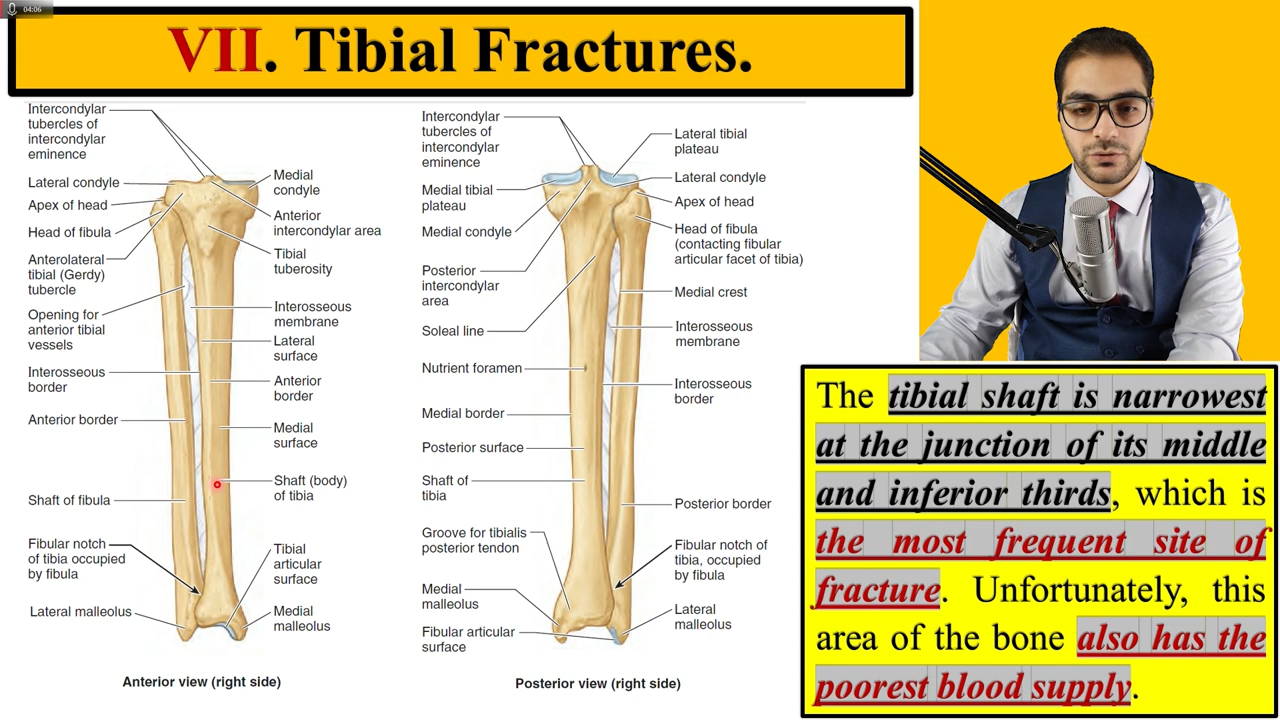 04:06
VII. Tibial Fractures.
Intercondylar
tubercles of
intercondylar
eminence
Lateral condyle
Apex of head
Head of fibula
Anterolateral
tibial (Gerdy)
tubercle
Opening for
anterior tibial
vessels
Interosseous
border
Anterior border
Shaft of fibula
Fibular notch
of tibia occupied
by fibula
Lateral malleolus
Medial
condyle
Anterior
intercondylar area
Tibial
tuberosity
Interosseous
membrane
Lateral
surface
Anterior
border
Medial
surface
Shaft (body)
of tibia
Tibial
articular
surface
Medial
malleolus
Anterior view (right side)
Intercondylar
tubercles of
intercondylar
eminence
Medial tibial
plateau
Medial condyle
Posterior
intercondylar
area
Soleal line
Nutrient foramen
Medial border
Posterior surface
Shaft of
tibia
Groove for tibialis
posterior tendon
Medial
malleolus
Fibular articular
surface
Lateral tibial
plateau
Lateral condyle
Apex of head
Head of fibula
(contacting fibular
articular facet of tibia)
Medial crest
Interosseous
membrane
Interosseous
border
Posterior border
Fibular notch of
tibia, occupied
by fibula
Lateral
malleolus
Posterior view (right side)
The tibial shaft is narrowest
at the junction of its middle
and inferior thirds, which is
the most frequent site of
fracture. Unfortunately, this
area of the bone also has the
poorest blood supply.